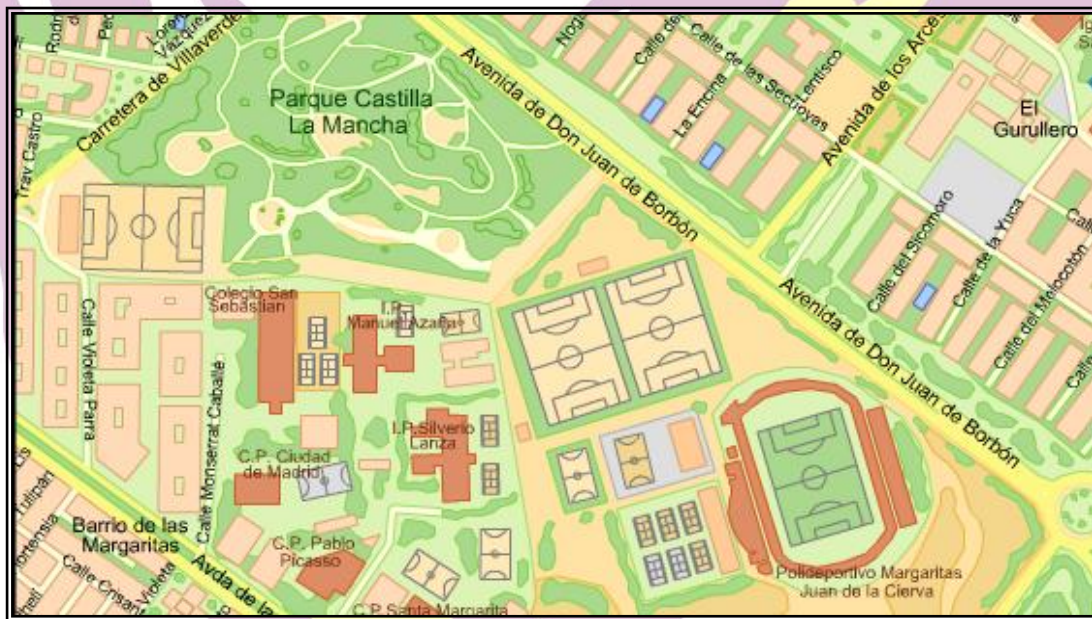 Carretera de Villaverde
Trav Castro
Parque Castilla
La Mancha
Avenida de Don Juan de Borbón
Calle de las Secuoyas
La Encina
Lentisco
Avenida de los Arces
El
Gurullero
Calle del Sicomoro
Calle de la Yuca
Calle del Melocotón
Avenida de Don Juan de Borbón
Colegio San
Sebastian
I.P.
Manuel Azaña
Calle Violeta Parra
Calle Monserrat Caballe
I.P.Silverio
Lanza
C.P. Ciudad
de Madrid
Lis
Tulipán
Hortensia
Barrio de las
Margaritas
Calle Crisant
Violeta
Avda de la
C.P. Pablo
Picasso
C.P.Santa Margarita
Polideportivo Margaritas
Juan de la Cierva